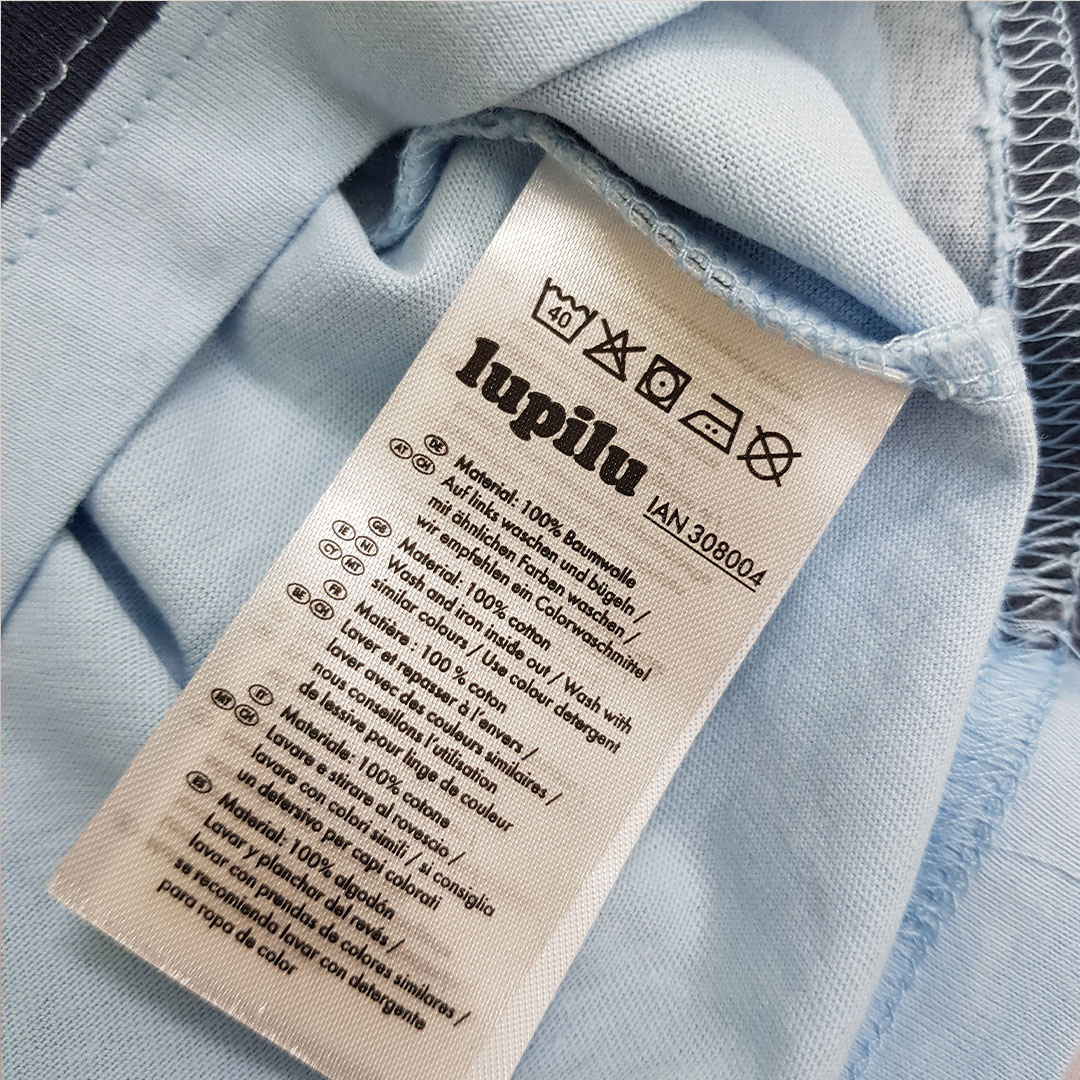 40
lupilu
IAN 308004
DE
AT CH
Material: 100% Baumwolle
Auf links waschen und bügeln /
mit ähnlichen Farben waschen /
wir empfehlen ein Colorwaschmittel
IE GB
CY MT NI
Material: 100% cotton
Wash and iron inside out / Wash with
similar colours / Use colour detergent
BE CH FR
Matière : 100 % coton
Laver et repasser à l'envers /
laver avec des couleurs similaires /
nous conseillons l'utilisation
de lessive pour linge de couleur
IT
MT CH
Materiale: 100% cotone
Lavare e stirare al rovescio /
lavare con colori simili / si consiglia
un detersivo per capi colorati
ES
Material: 100% algodón
Lavar y planchar del revés /
lavar con prendas de colores similares /
se recomienda lavar con detergente
para ropa de color